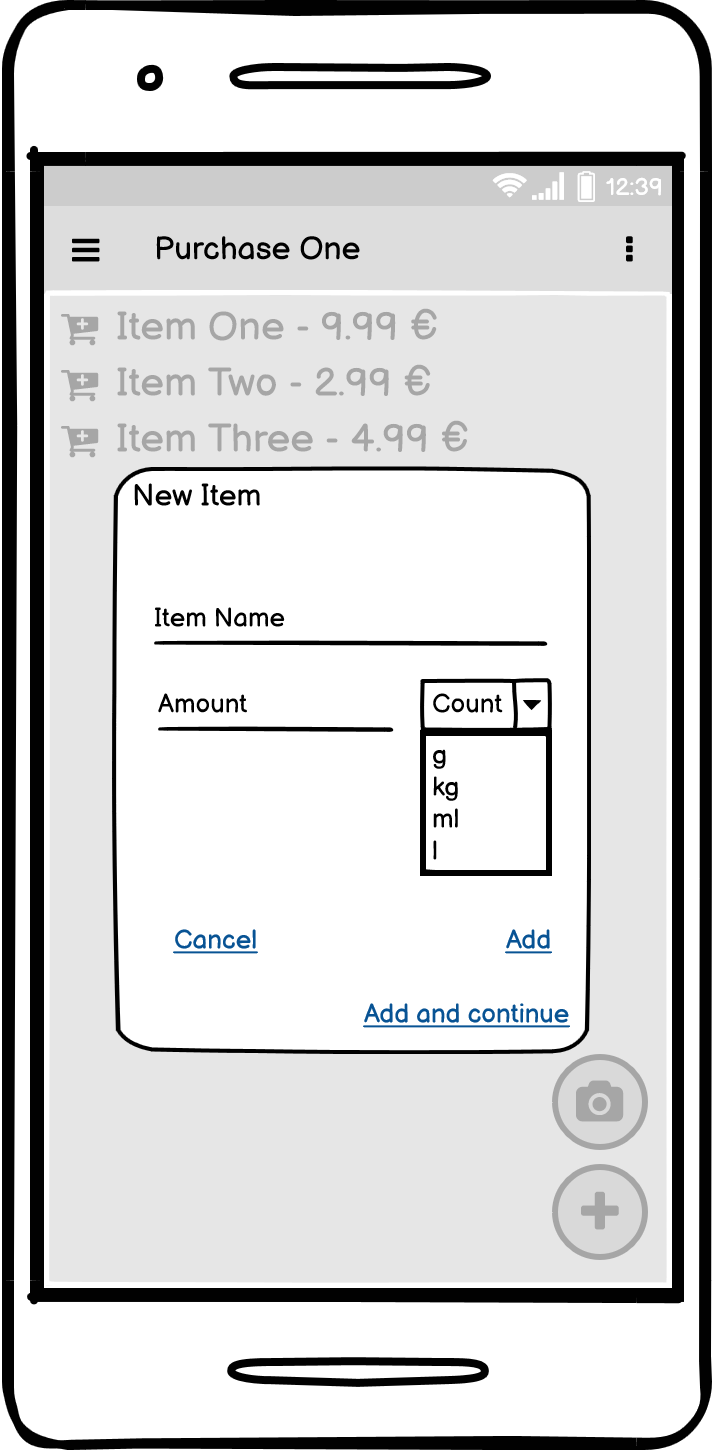 12:39
Purchase One
Item One - 9.99 €
Item Two - 2.99 €
Item Three - 4.99 €
New Item
Item Name
Amount Count
g
kg
ml
l
Cancel Add
Add and continue